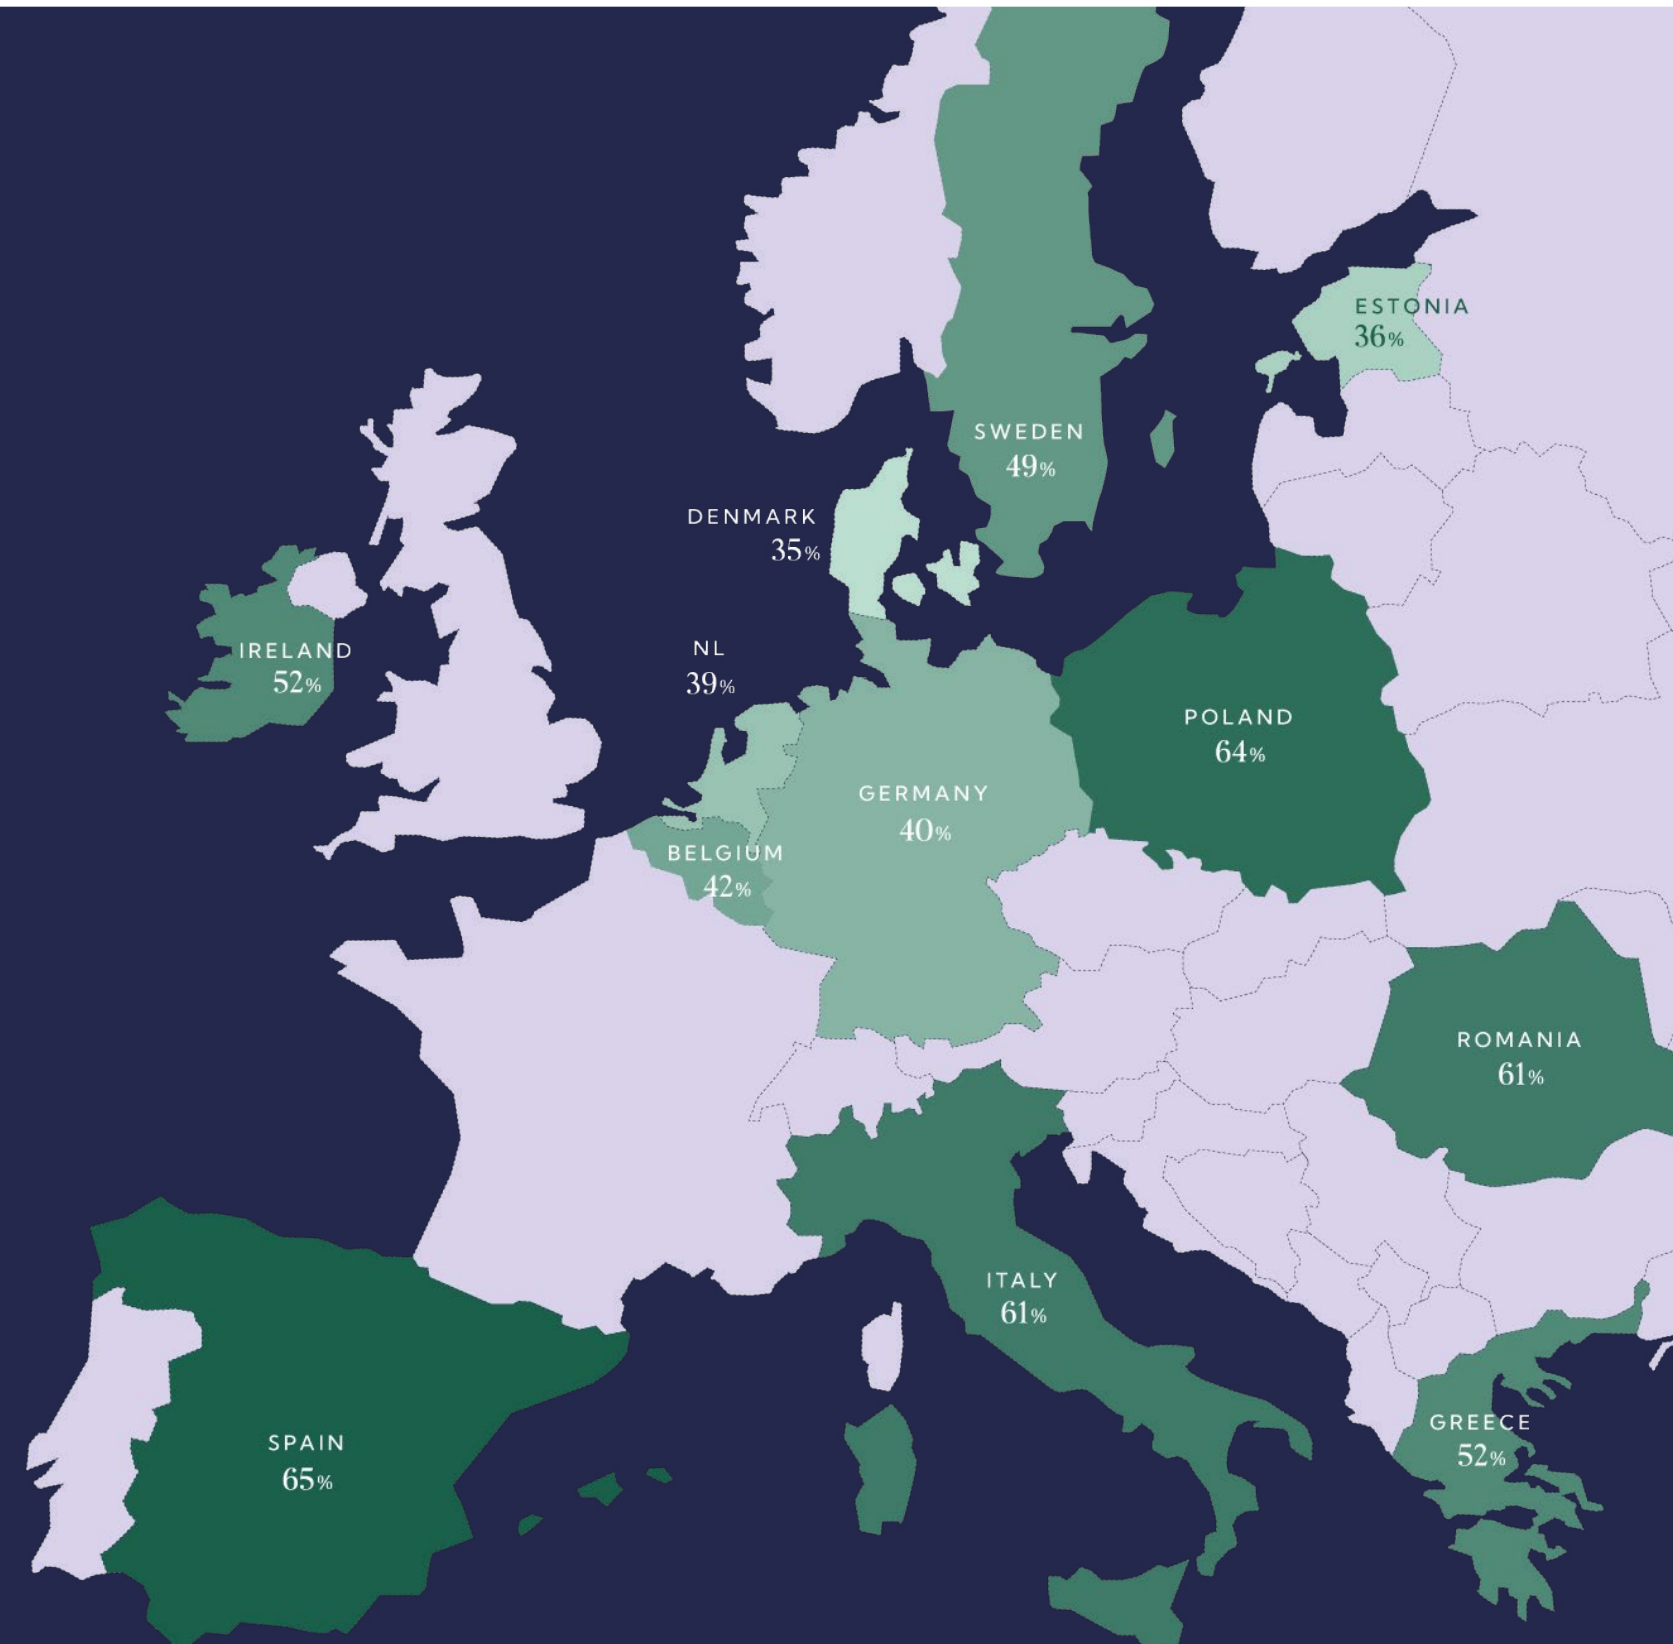 ESTONIA
36%
SWEDEN
49%
DENMARK
35%
IRELAND
52%
NL
39%
POLAND
64%
GERMANY
40%
BELGIUM
42%
ROMANIA
61%
ITALY
61%
GREECE
52%
SPAIN
65%